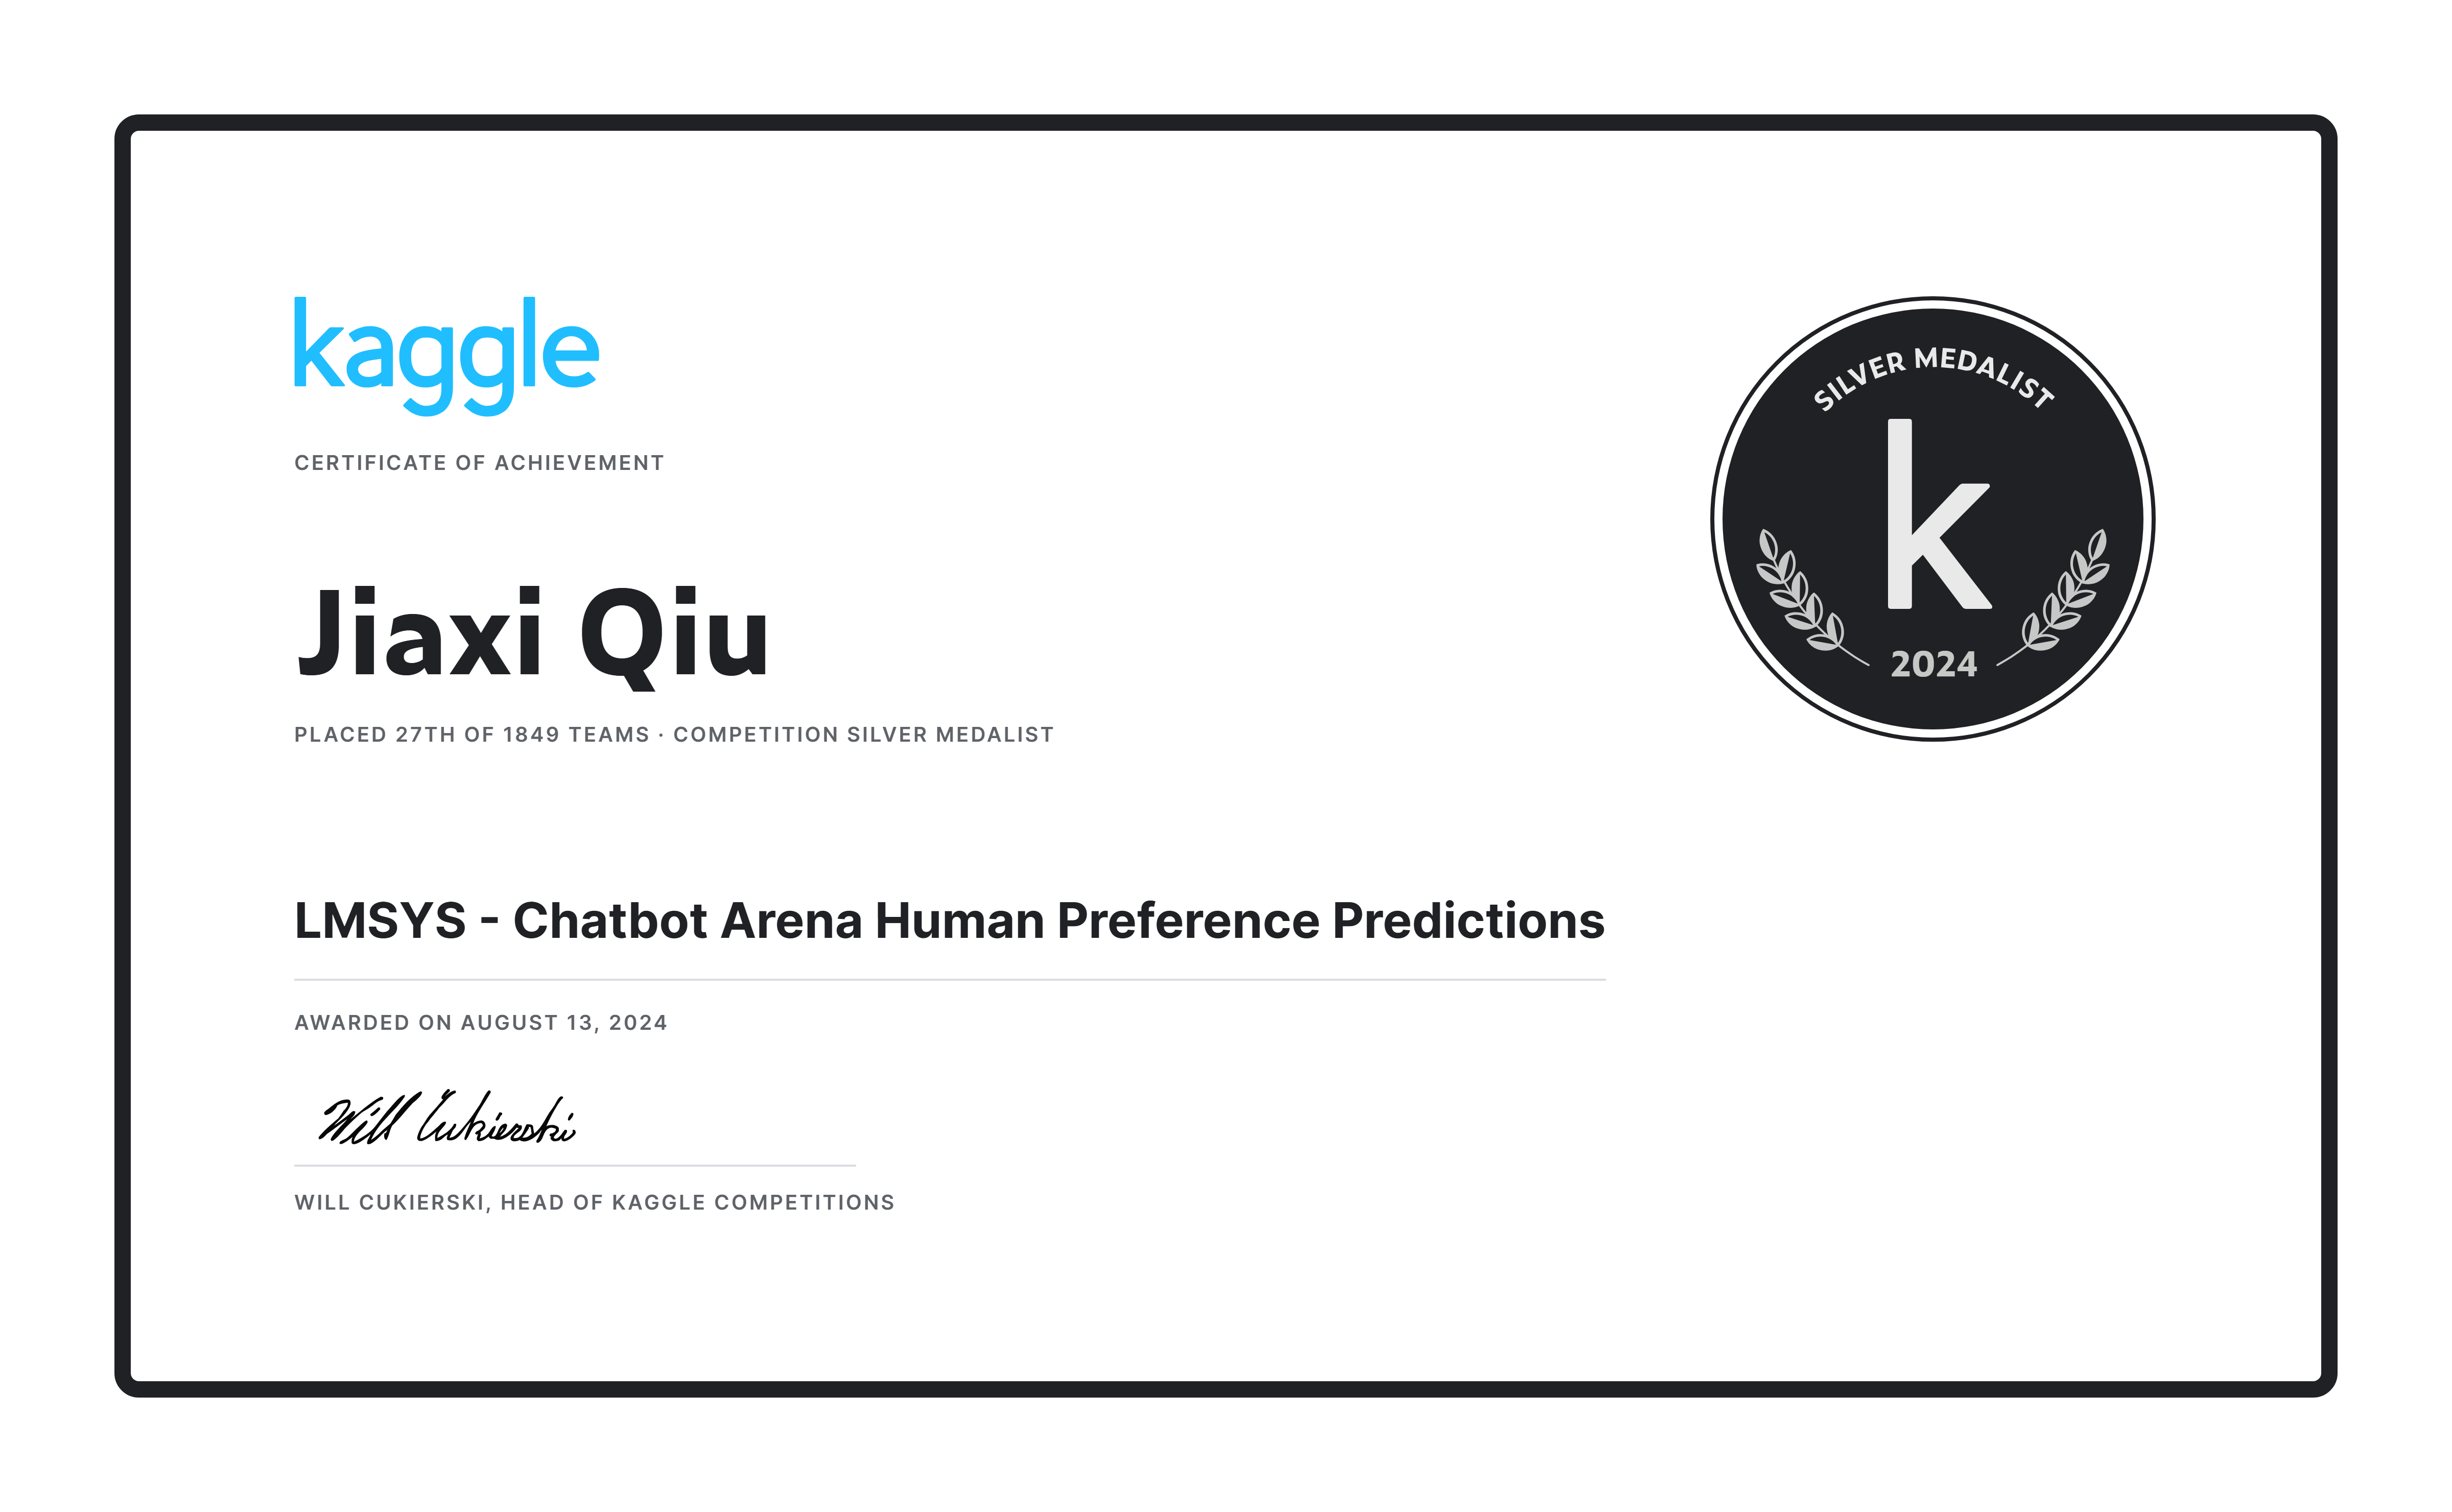 kaggle
CERTIFICATE OF ACHIEVEMENT
Jiaxi Qiu
PLACED 27TH OF 1849 TEAMS · COMPETITION SILVER MEDALIST
SILVER MEDALIST
k
2024
LMSYS - Chatbot Arena Human Preference Predictions
AWARDED ON AUGUST 13, 2024
Will Cukierski
WILL CUKIERSKI, HEAD OF KAGGLE COMPETITIONS